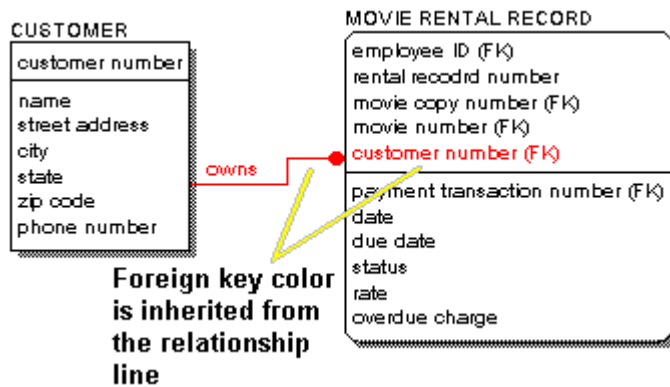 CUSTOMER
customer number
name
street address
city
state
zip code
phone number
owns
MOVIE RENTAL RECORD
employee ID (FK)
rental recodrd number
movie copy number (FK)
movie number (FK)
customer number (FK)
payment transaction number (FK)
date
due date
status
rate
overdue charge
Foreign key color
is inherited from
the relationship
line